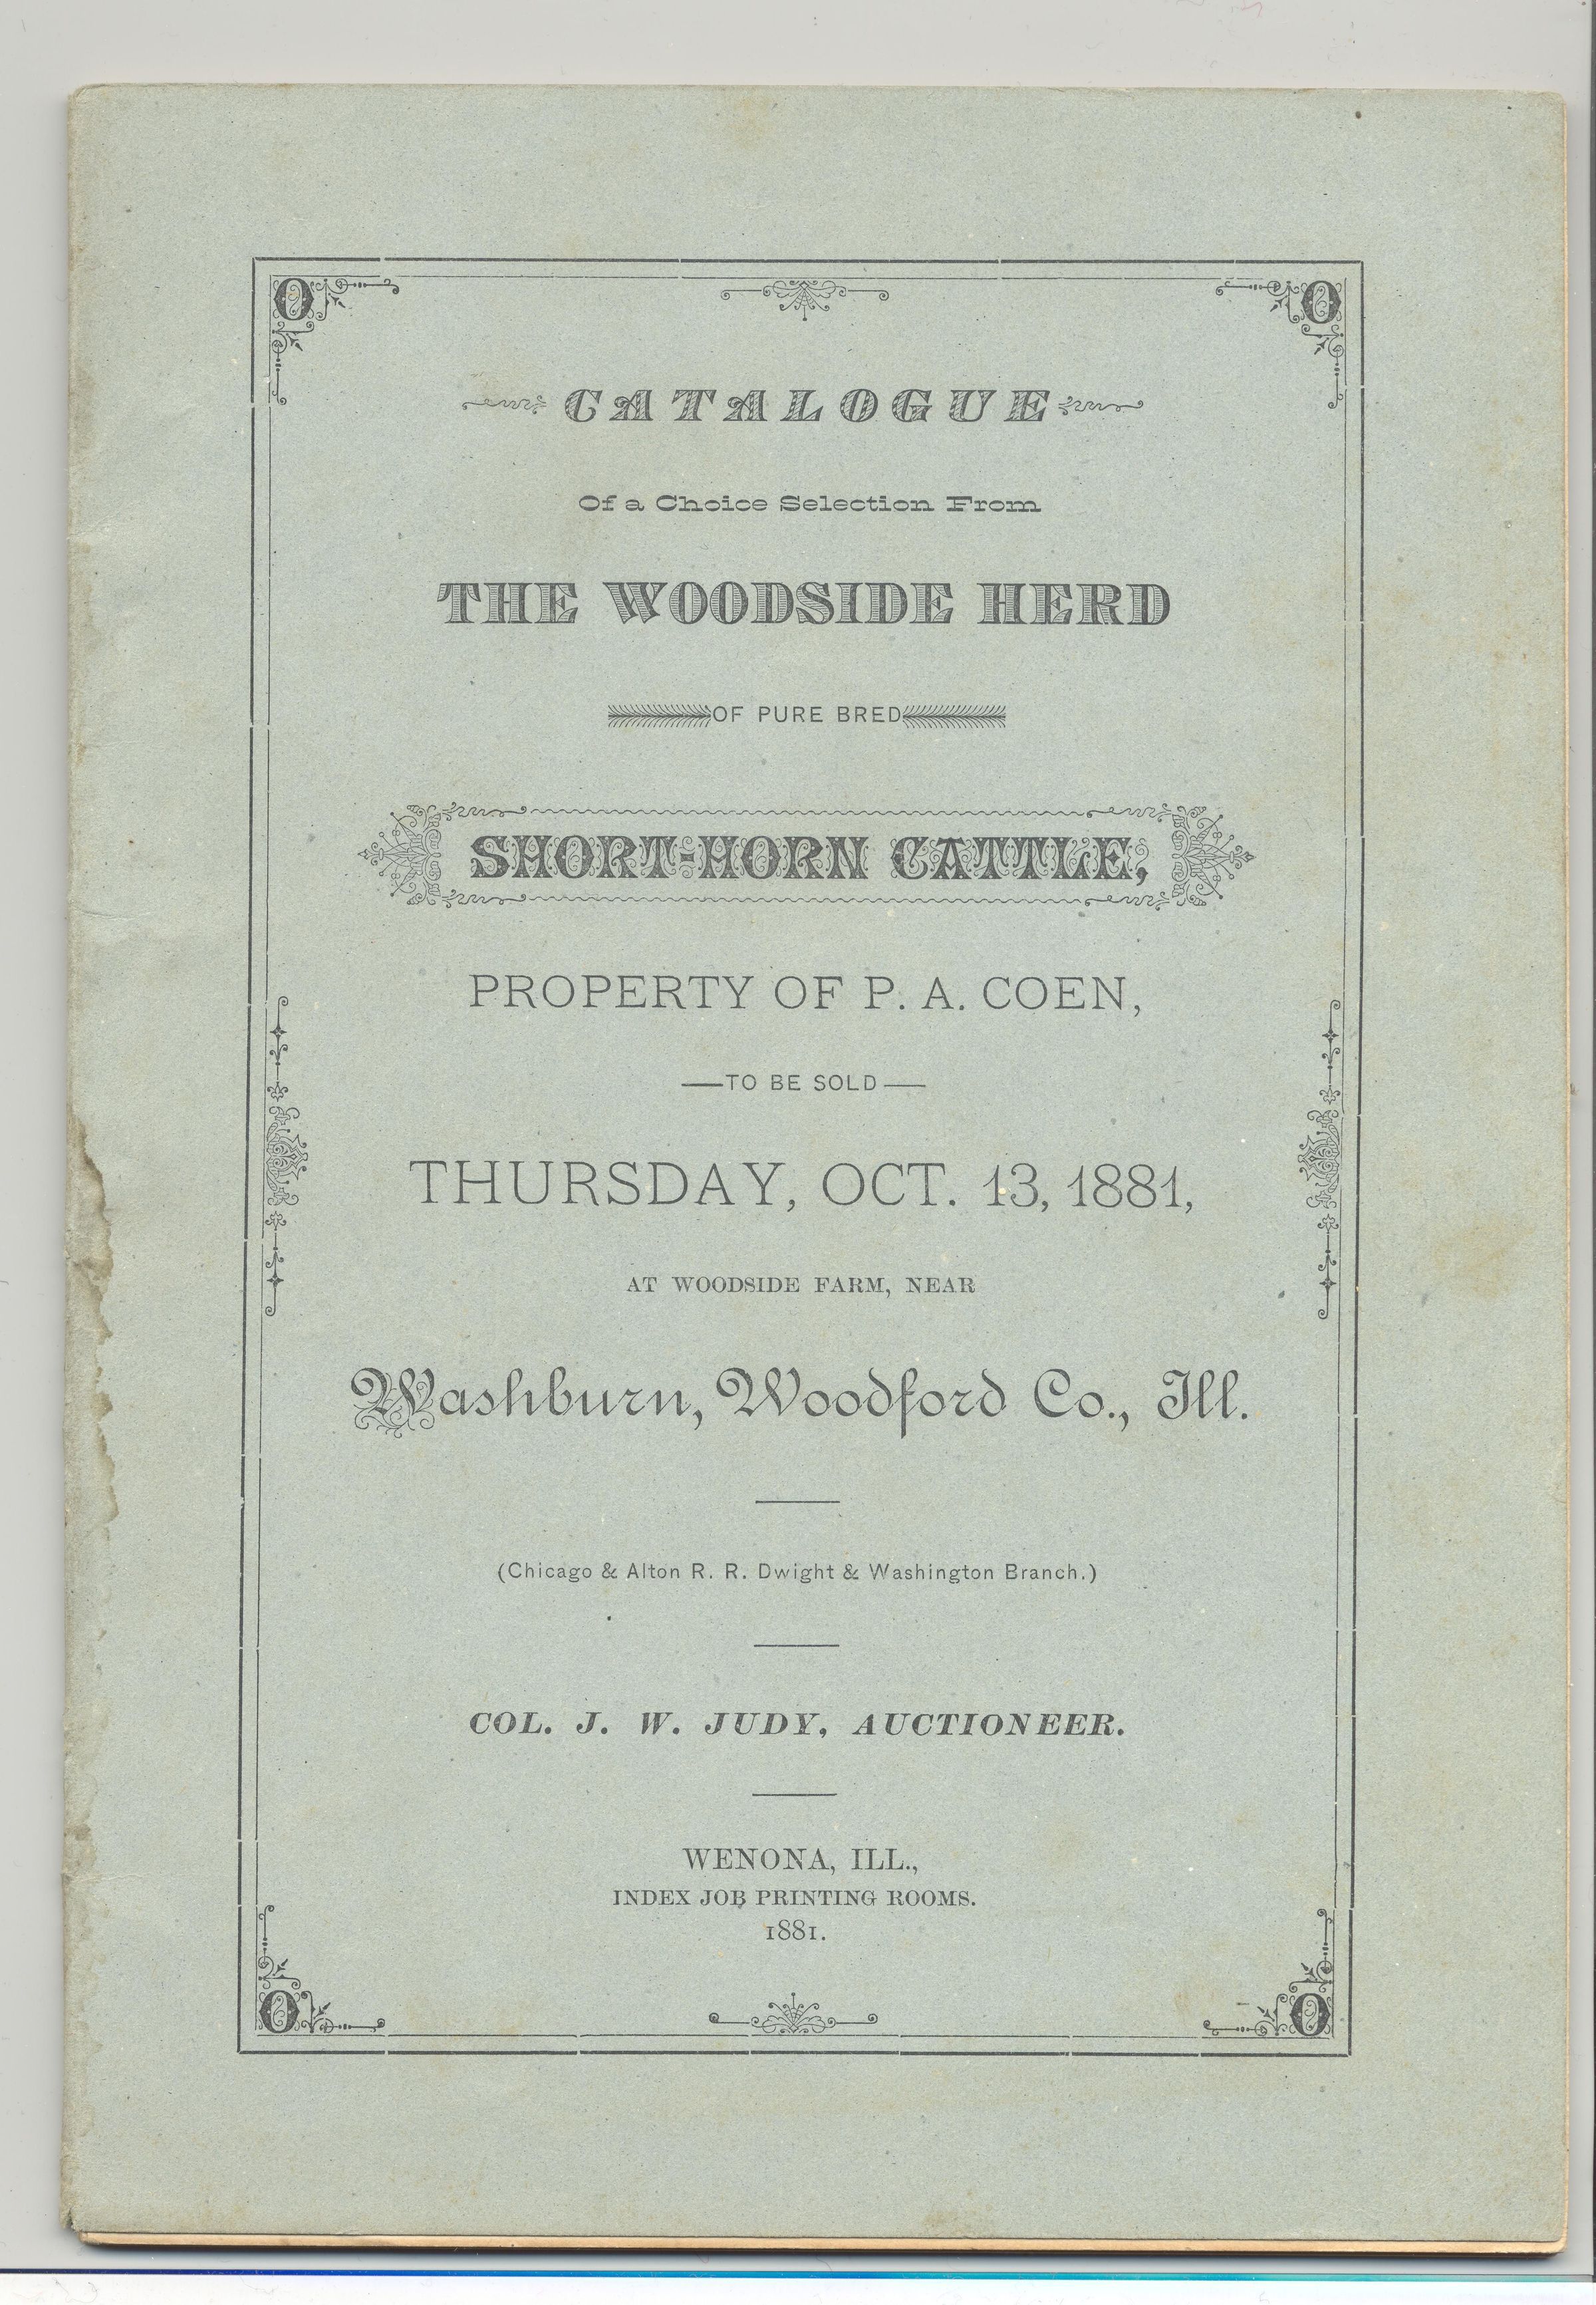 CATALOGUE
Of a Choice Selection From
THE WOODSIDE HERD
OF PURE BRED
SHORT-HORN CATTLE,
PROPERTY OF P. A. COEN,
—TO BE SOLD—
THURSDAY, OCT. 13, 1881,
AT WOODSIDE FARM, NEAR
Washburn, Woodford Co., Ill.
(Chicago & Alton R. R. Dwight & Washington Branch.)
COL. J. W. JUDY, AUCTIONEER.
WENONA, ILL.,
INDEX JOB PRINTING ROOMS.
1881.